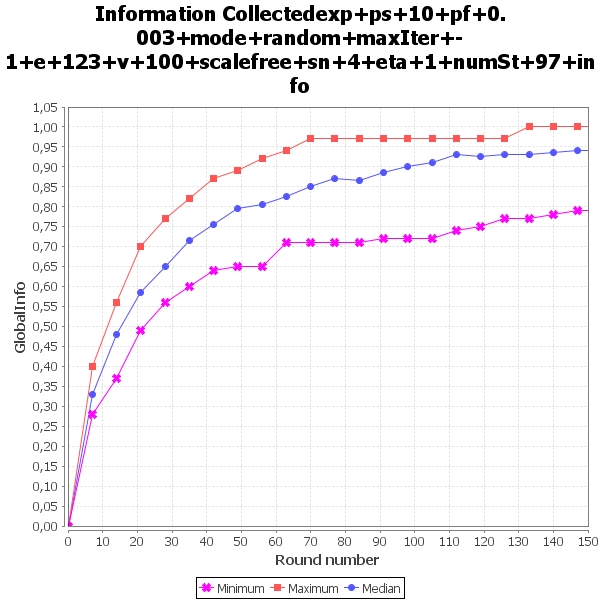 Information Collectedexp+ps+10+pf+0.
003+mode+random+maxIter+-
1+e+123+v+100+scalefree+sn+4+eta+1+numSt+97+in
fo
GlobalInfo
1,05
1,00
0,95
0,90
0,85
0,80
0,75
0,70
0,65
0,60
0,55
0,50
0,45
0,40
0,35
0,30
0,25
0,20
0,15
0,10
0,05
0,00
0 10 20 30 40 50 60 70 80 90 100 110 120 130 140 150
Round number
Minimum Maximum Median